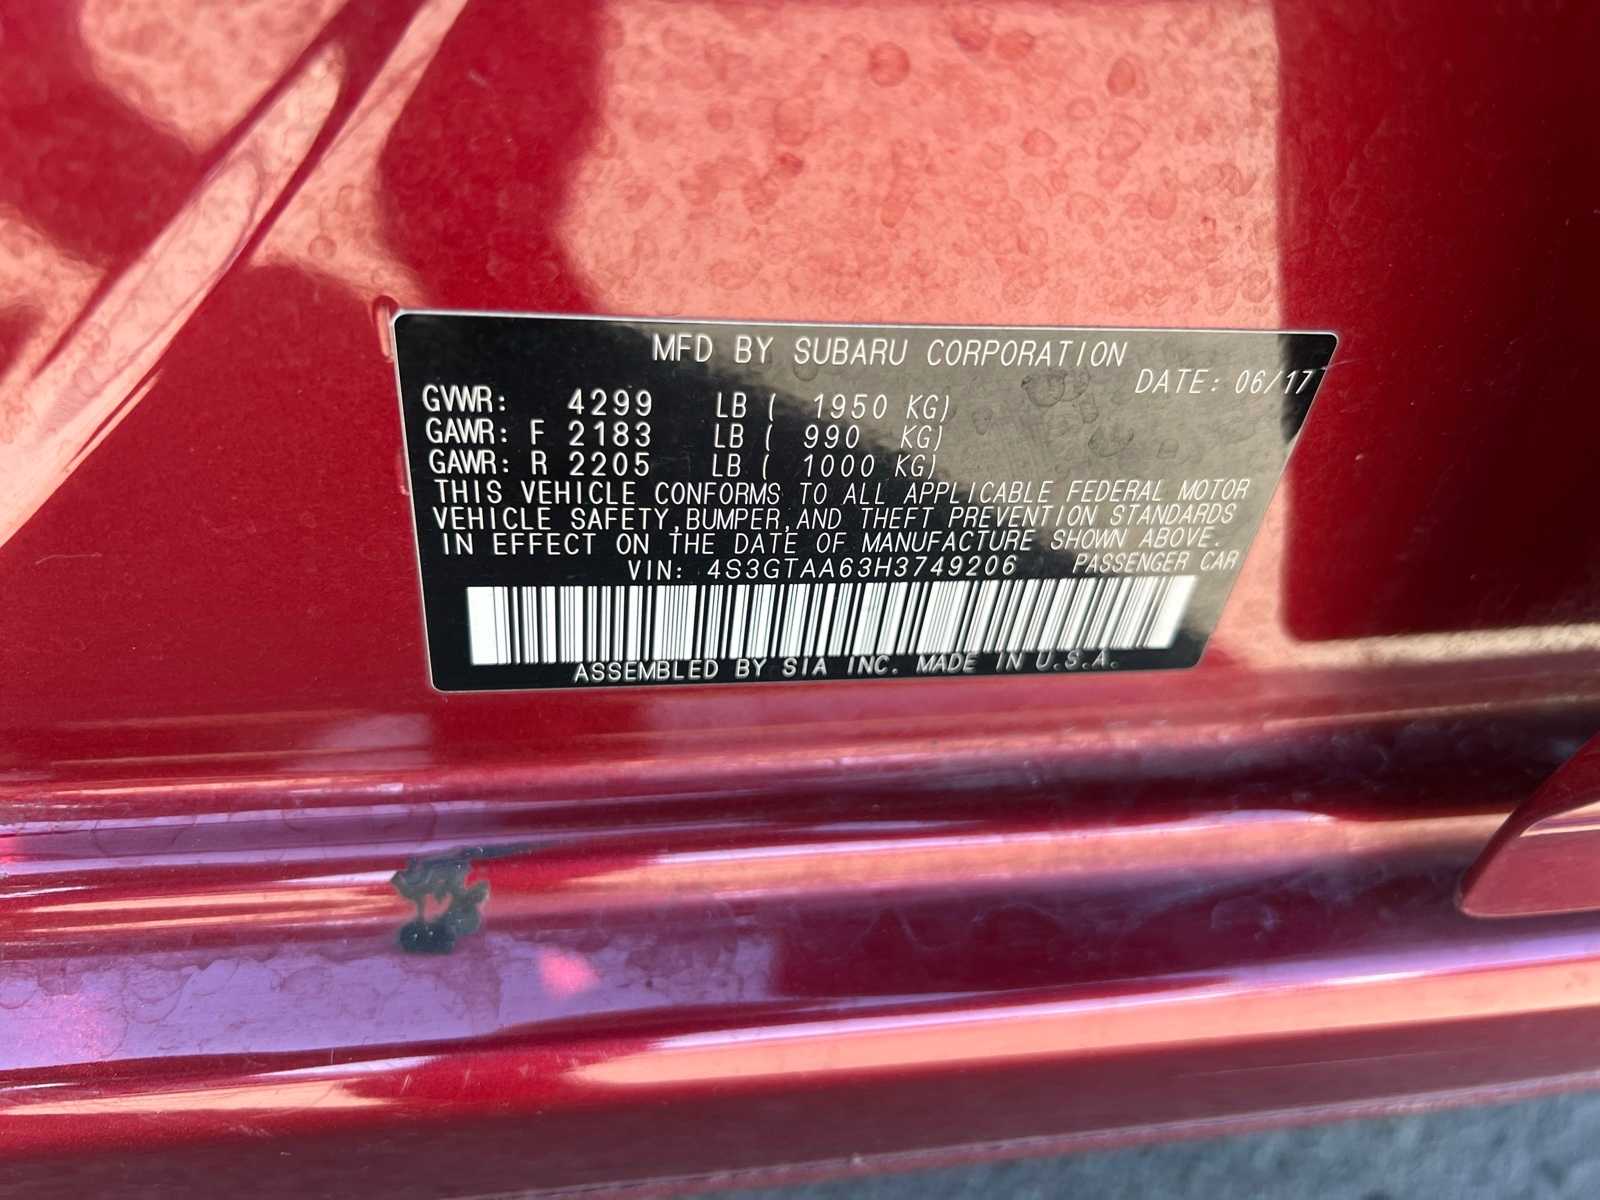 MFD BY SUBARU CORPORATION
DATE: 06/17
GVWR: 4299 LB ( 1950 KG)
GAWR: F 2183 LB ( 990 KG)
GAWR: R 2205 LB ( 1000 KG)
THIS VEHICLE CONFORMS TO ALL APPLICABLE FEDERAL MOTOR
VEHICLE SAFETY,BUMPER,AND THEFT PREVENTION STANDARDS
IN EFFECT ON THE DATE OF MANUFACTURE SHOWN ABOVE.
VIN: 4S3GTAA63H3749206 PASSENGER CAR
ASSEMBLED BY SIA INC. MADE IN U.S.A.